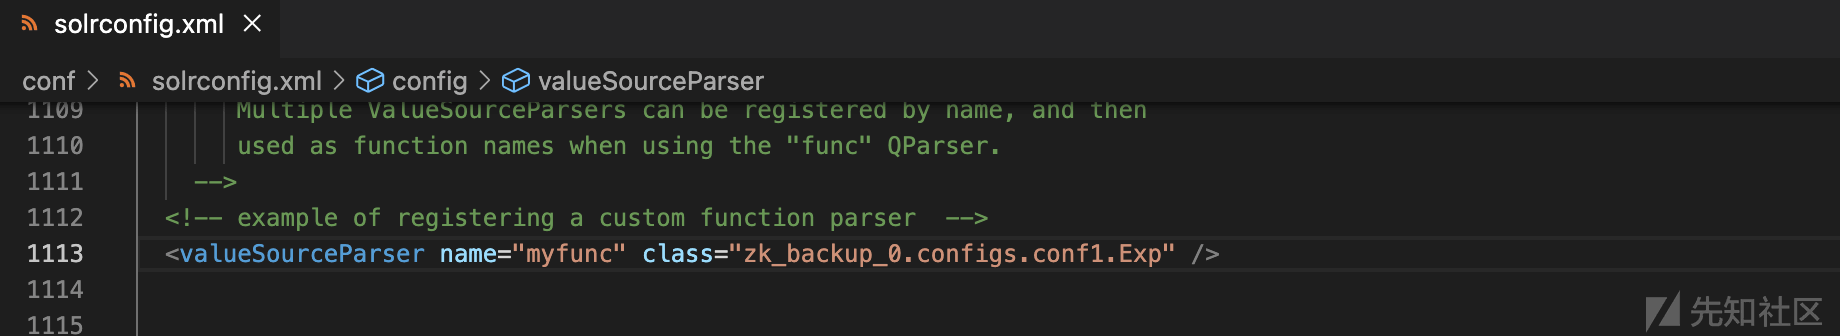 solrconfig.xml
conf > solrconfig.xml > config > valueSourceParser
1109 Multiple ValueSourceParsers can be registered by name, and then
1110 used as function names when using the "func" QParser.
1111 -->
1112 <!-- example of registering a custom function parser  -->
1113 <valueSourceParser name="myfunc" class="zk_backup_0.configs.conf1.Exp" />
1114
1115
先知社区